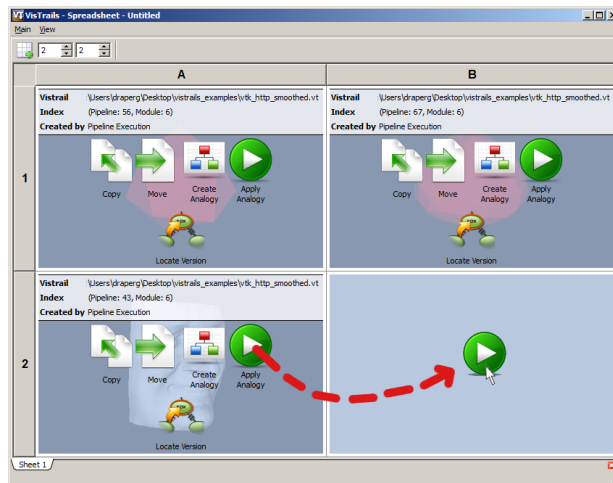 VisTrails - Spreadsheet - Untitled
Main View
2 2
A B
Vistrail \Users\draperg\Desktop\vistrails_examples\vtk_http_smoothed.vt
Index (Pipeline: 56, Module: 6)
Created by Pipeline Execution
Copy Move Create Analogy Apply Analogy
Locate Version
Vistrail \Users\draperg\Desktop\vistrails_examples\vtk_http_smoothed.vt
Index (Pipeline: 67, Module: 6)
Created by Pipeline Execution
Copy Move Create Analogy Apply Analogy
Locate Version
1
Vistrail \Users\draperg\Desktop\vistrails_examples\vtk_http_smoothed.vt
Index (Pipeline: 43, Module: 6)
Created by Pipeline Execution
Copy Move Create Analogy Apply Analogy
Locate Version
2
Sheet 1